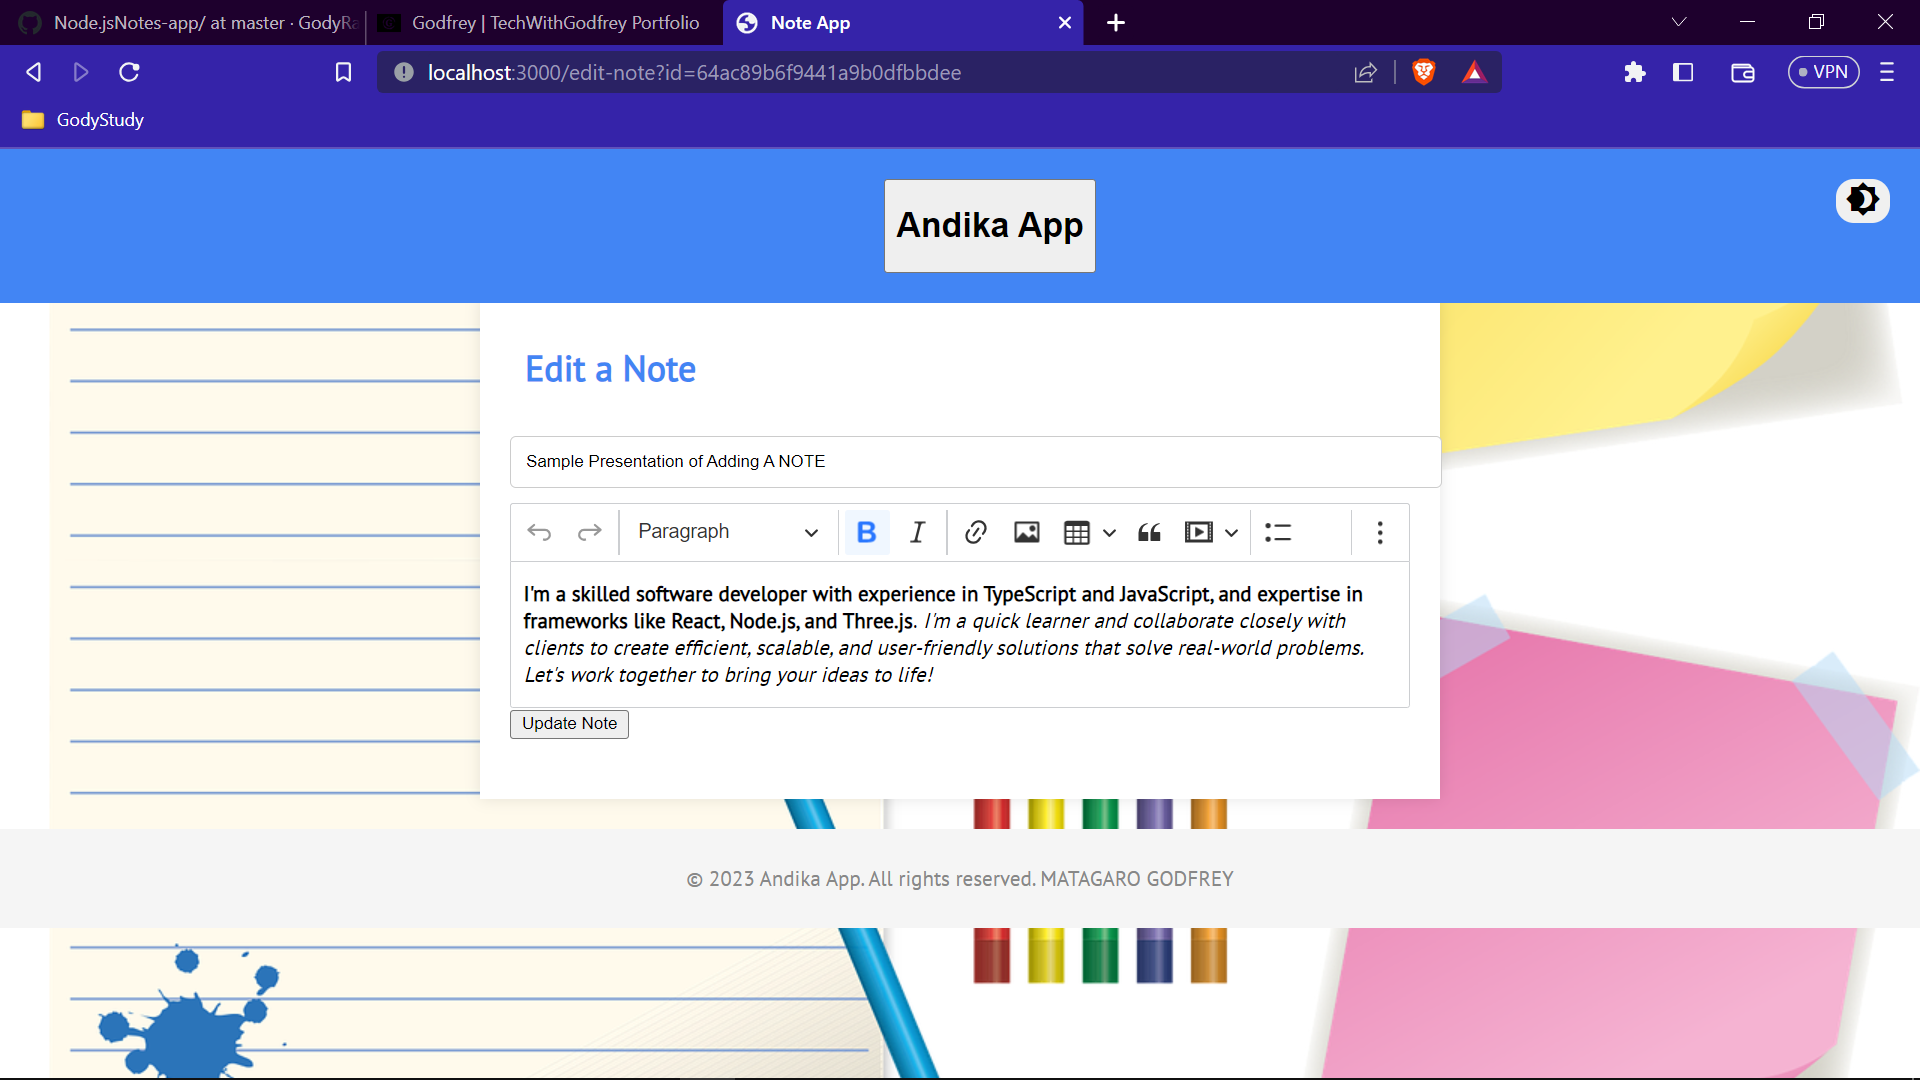 Node.jsNotes-app/ at master · GodyRa
Godfrey | TechWithGodfrey Portfolio
Note App
localhost:3000/edit-note?id=64ac89b6f9441a9b0dfbbdee
VPN
GodyStudy
Andika App
Edit a Note
Sample Presentation of Adding A NOTE
Paragraph
B I
I'm a skilled software developer with experience in TypeScript and JavaScript, and expertise in
frameworks like React, Node.js, and Three.js. I'm a quick learner and collaborate closely with
clients to create efficient, scalable, and user-friendly solutions that solve real-world problems.
Let's work together to bring your ideas to life!
Update Note
© 2023 Andika App. All rights reserved. MATAGARO GODFREY